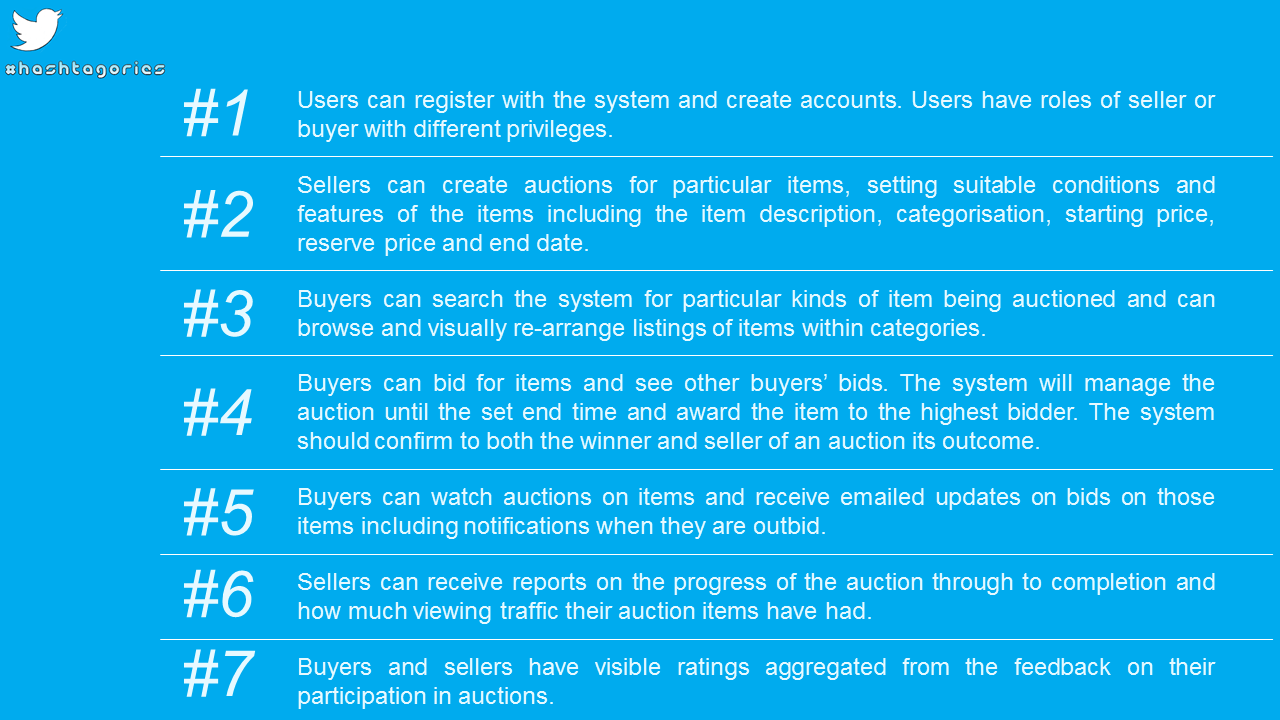 #hashtagories
#1
Users can register with the system and create accounts. Users have roles of seller or
buyer with different privileges.
#2
Sellers can create auctions for particular items, setting suitable conditions and
features of the items including the item description, categorisation, starting price,
reserve price and end date.
#3
Buyers can search the system for particular kinds of item being auctioned and can
browse and visually re-arrange listings of items within categories.
#4
Buyers can bid for items and see other buyers’ bids. The system will manage the
auction until the set end time and award the item to the highest bidder. The system
should confirm to both the winner and seller of an auction its outcome.
#5
Buyers can watch auctions on items and receive emailed updates on bids on those
items including notifications when they are outbid.
#6
Sellers can receive reports on the progress of the auction through to completion and
how much viewing traffic their auction items have had.
#7
Buyers and sellers have visible ratings aggregated from the feedback on their
participation in auctions.